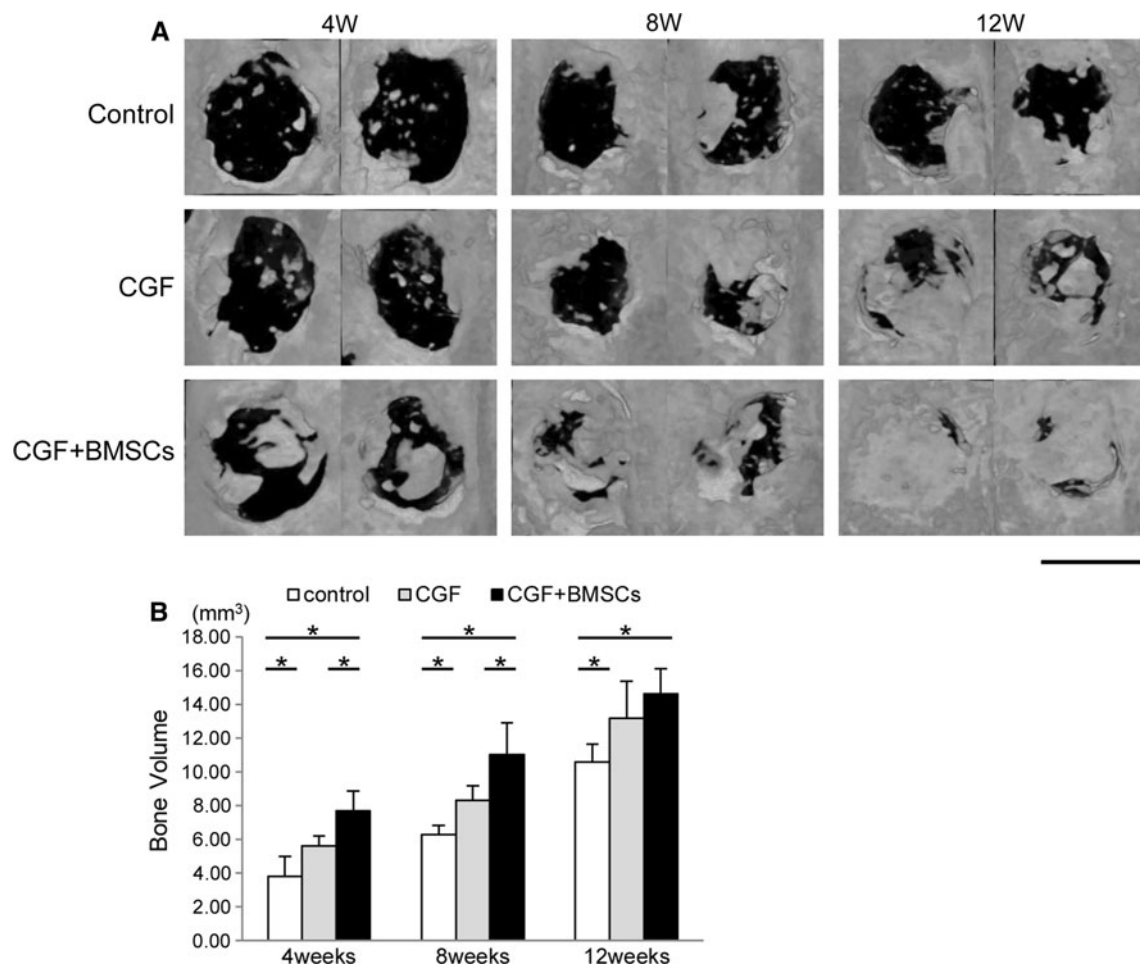 A
4W 8W 12W
Control
CGF
CGF+BMSCs
B (mm³) control CGF CGF+BMSCs
18.00
16.00
14.00
12.00
10.00
8.00
6.00
4.00
2.00
0.00
Bone Volume
* * *
* * * * *
4weeks 8weeks 12weeks